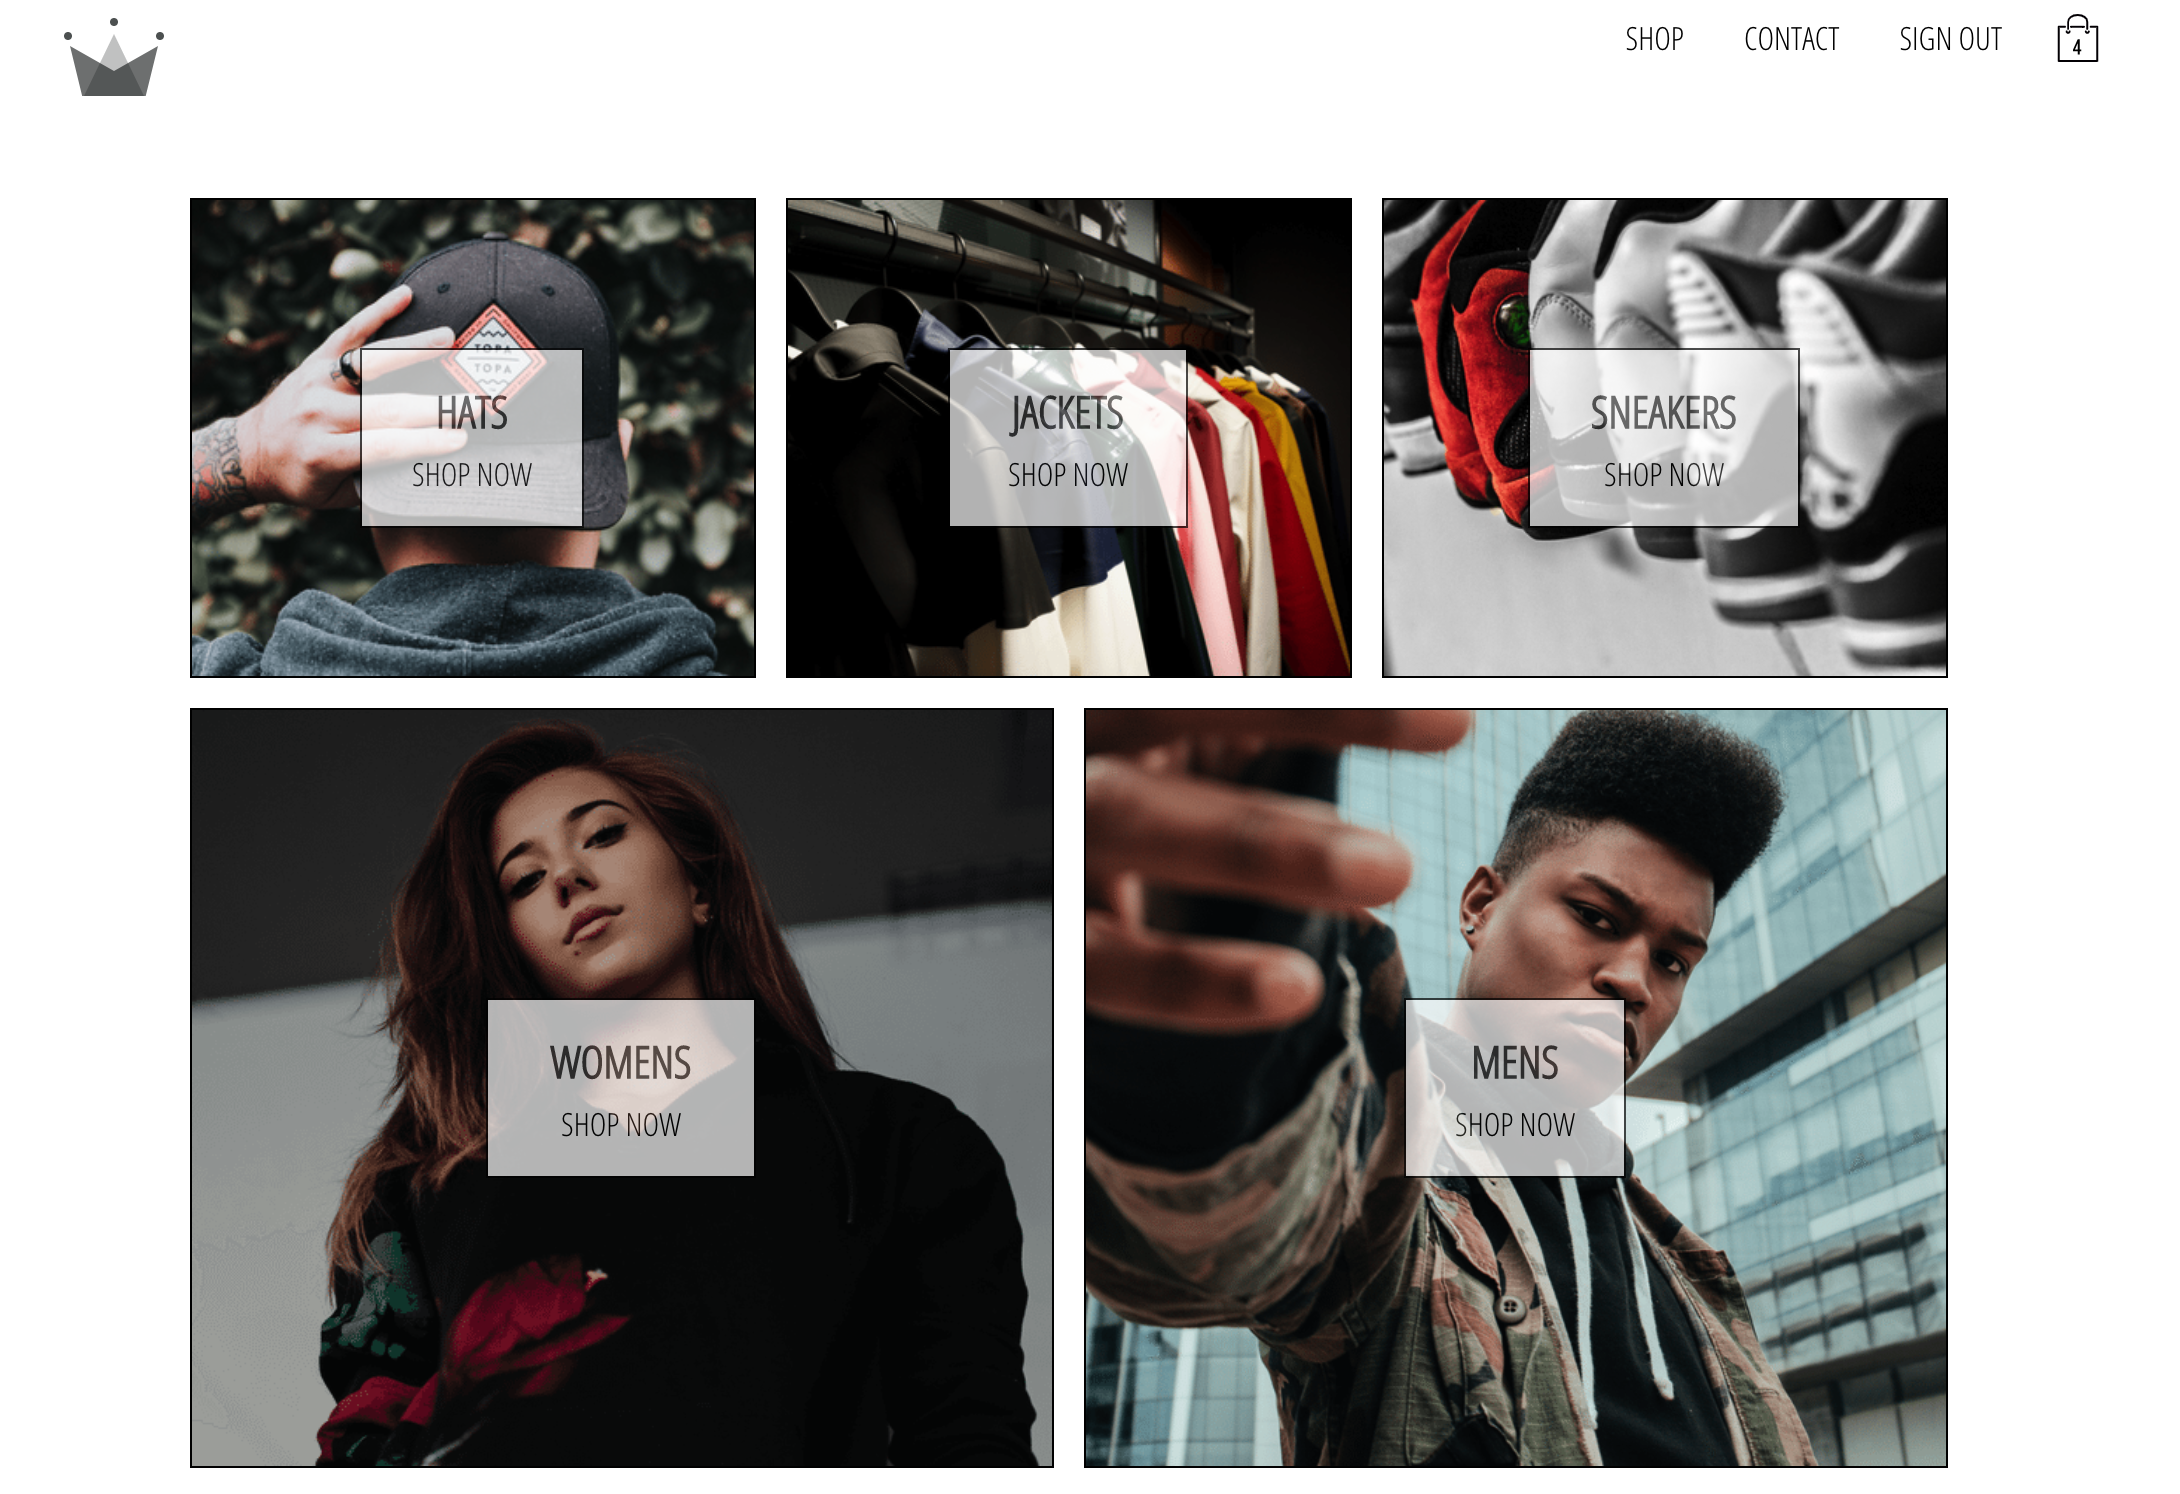 SHOP
CONTACT
SIGN OUT
4
TOPA
TOPA
HATS
SHOP NOW
JACKETS
SHOP NOW
SNEAKERS
SHOP NOW
WOMENS
SHOP NOW
MENS
SHOP NOW